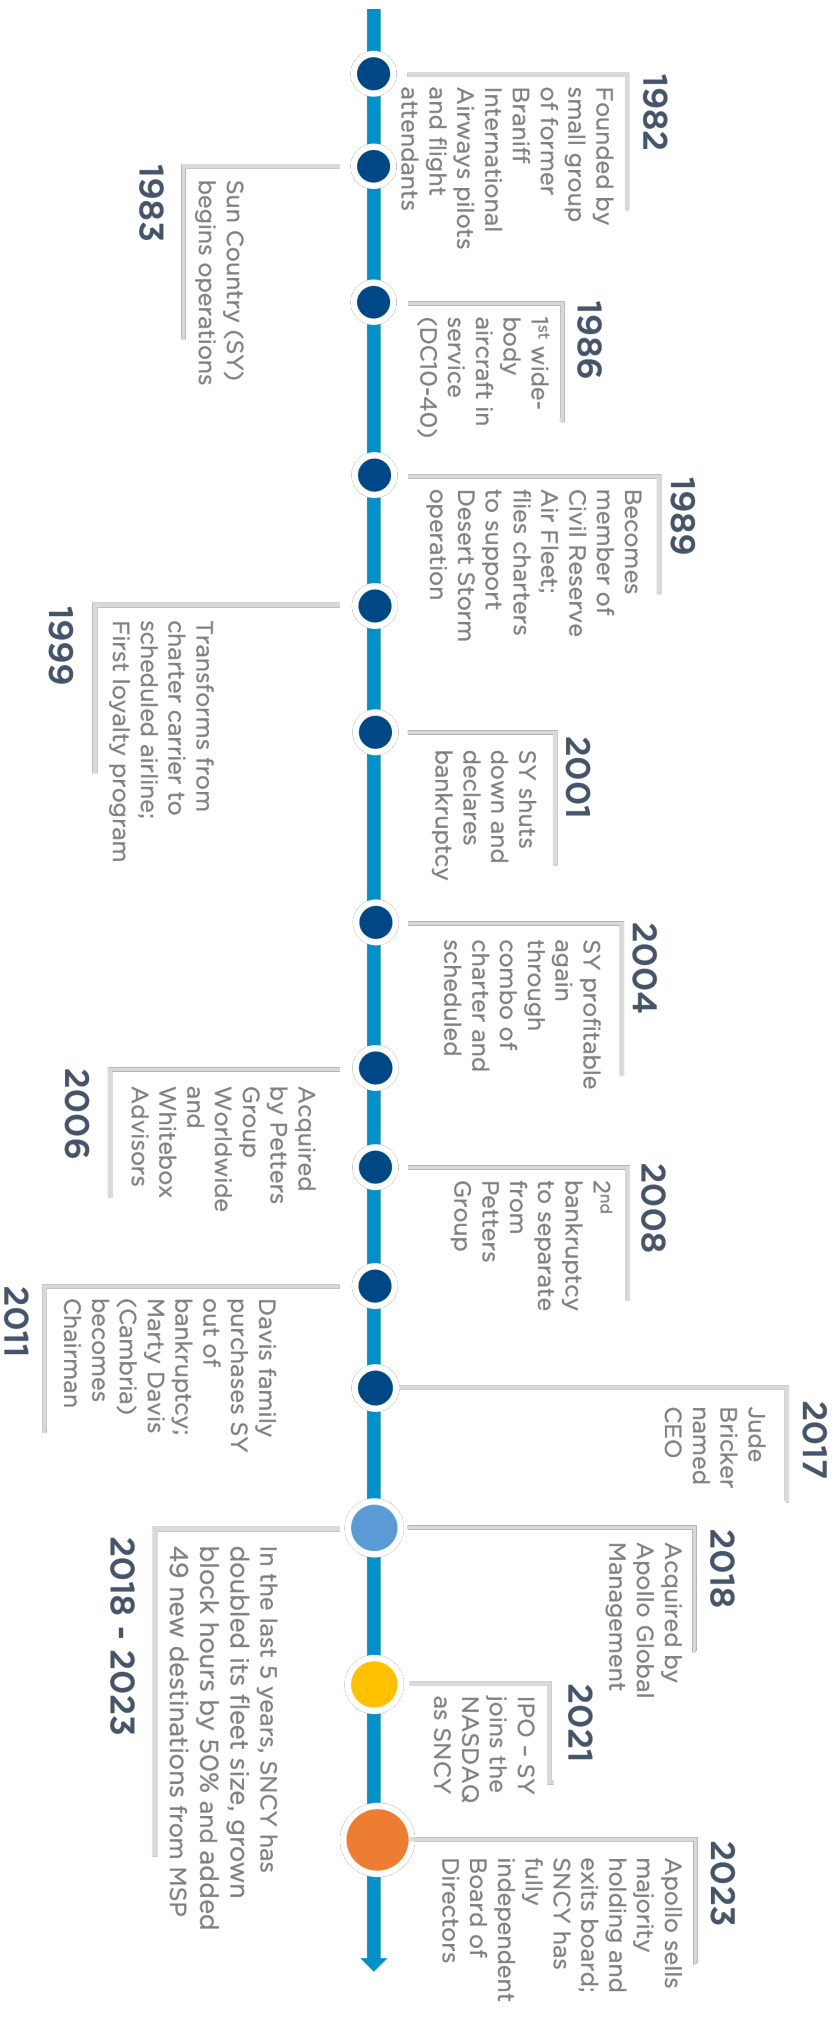 1982
Founded by
small group
of former
Braniff
International
Airways pilots
and flight
attendants
1983
Sun Country (SY)
begins operations
1986
1st wide-
body
aircraft in
service
(DC10-40)
1989
Becomes
member of
Civil Reserve
Air Fleet;
flies charters
to support
Desert Storm
operation
1999
Transforms from
charter carrier to
scheduled airline;
First loyalty program
2001
SY shuts
down and
declares
bankruptcy
2004
SY profitable
again
through
combo of
charter and
scheduled
2006
Acquired
by Petters
Group
Worldwide
and
Whitebox
Advisors
2008
2nd
bankruptcy
to separate
from
Petters
Group
2011
Davis family
purchases SY
out of
bankruptcy;
Marty Davis
(Cambria)
becomes
Chairman
2017
Jude
Bricker
named
CEO
2018
Acquired by
Apollo Global
Management
2018 - 2023
In the last 5 years, SNCY has
doubled its fleet size, grown
block hours by 50% and added
49 new destinations from MSP
2021
IPO – SY
joins the
NASDAQ
as SNCY
2023
Apollo sells
majority
holding and
exits board;
SNCY has
fully
independent
Board of
Directors